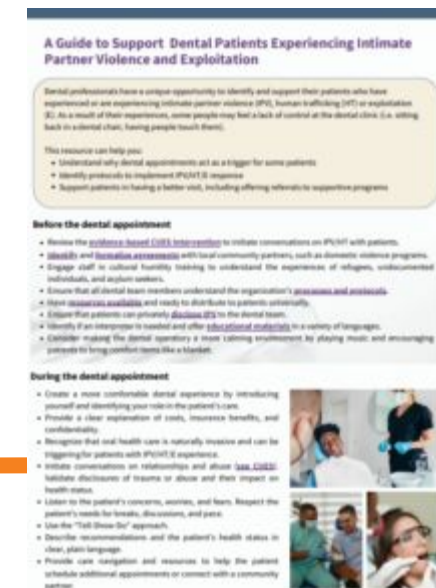 A Guide to Support Dental Patients Experiencing Intimate
Partner Violence and Exploitation
Dental professionals have a unique opportunity to identify and support their patients who have
experienced or are experiencing intimate partner violence (IPV), human trafficking (HT) or exploitation
(E). As a result of their experiences, some people may feel a lack of control at the dental clinic (i.e. sitting
back in a dental chair, having people touch them).
This resource can help you:
• Understand why dental appointments act as a trigger for some patients
• Identify protocols to implement IPV/HT/E response
• Support patients in having a better visit, including offering referrals to supportive programs
Before the dental appointment
• Review the evidence-based CUES intervention to initiate conversations on IPV/HT with patients.
• Identify and formalize agreements with local community partners, such as domestic violence programs.
• Engage staff in cultural humility training to understand the experiences of refugees, undocumented
individuals, and asylum seekers.
• Ensure that all dental team members understand the organization's processes and protocols.
• Have resources available and ready to distribute to patients universally.
• Ensure that patients can privately disclose IPV to the dental team.
• Identify if an interpreter is needed and offer educational materials in a variety of languages.
• Consider making the dental operatory a more calming environment by playing music and encouraging
patients to bring comfort items like a blanket.
During the dental appointment
• Create a more comfortable dental experience by introducing
yourself and identifying your role in the patient's care.
• Provide a clear explanation of costs, insurance benefits, and
confidentiality.
• Recognize that oral health care is naturally invasive and can be
triggering for patients with IPV/HT/E experience.
• Initiate conversations on relationships and abuse (use CUES).
Validate disclosures of trauma or abuse and their impact on
health status.
• Listen to the patient's concerns, worries, and fears. Respect the
patient's needs for breaks, discussions, and pace.
• Use the "Tell Show Do" approach.
• Describe recommendations and the patient's health status in
clear, plain language.
• Provide care navigation and resources to help the patient
schedule additional appointments or connect with a community
partner.